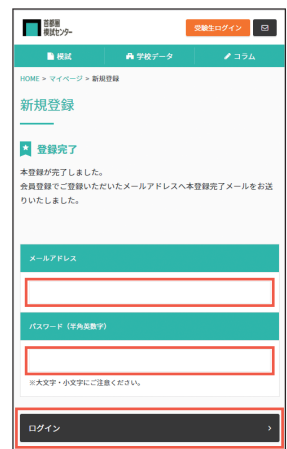 首都圏
模試センター
受験生ログイン
模試 学校データ コラム
HOME > マイページ > 新規登録
新規登録
登録完了
本登録が完了しました。
会員登録でご登録いただいたメールアドレスへ本登録完了メールをお送
りいたしました。
メールアドレス
パスワード（半角英数字）
※大文字・小文字にご注意ください。
ログイン